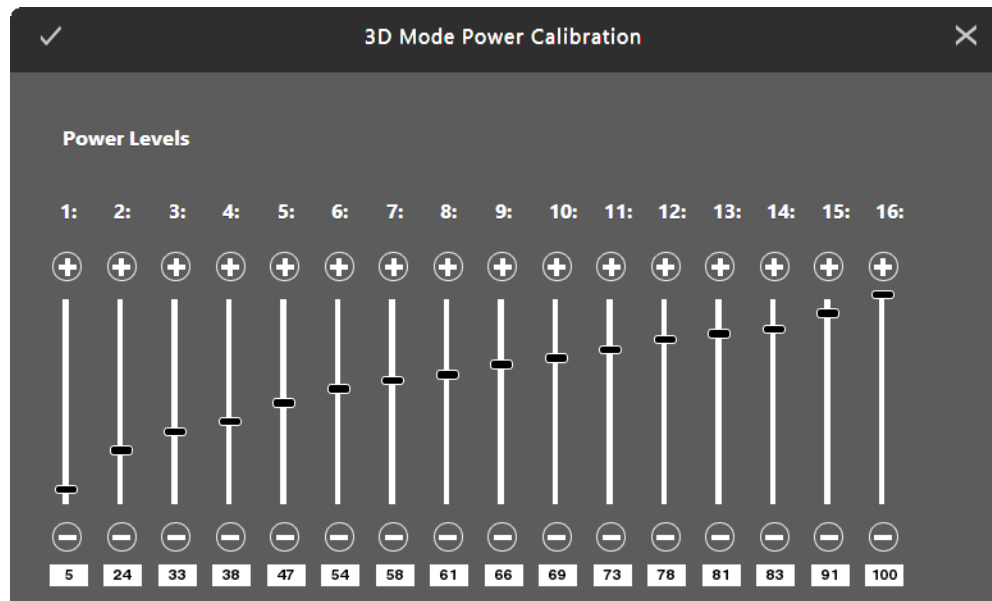 3D Mode Power Calibration
Power Levels
1: 2: 3: 4: 5: 6: 7: 8: 9: 10: 11: 12: 13: 14: 15: 16:
5 24 33 38 47 54 58 61 66 69 73 78 81 83 91 100